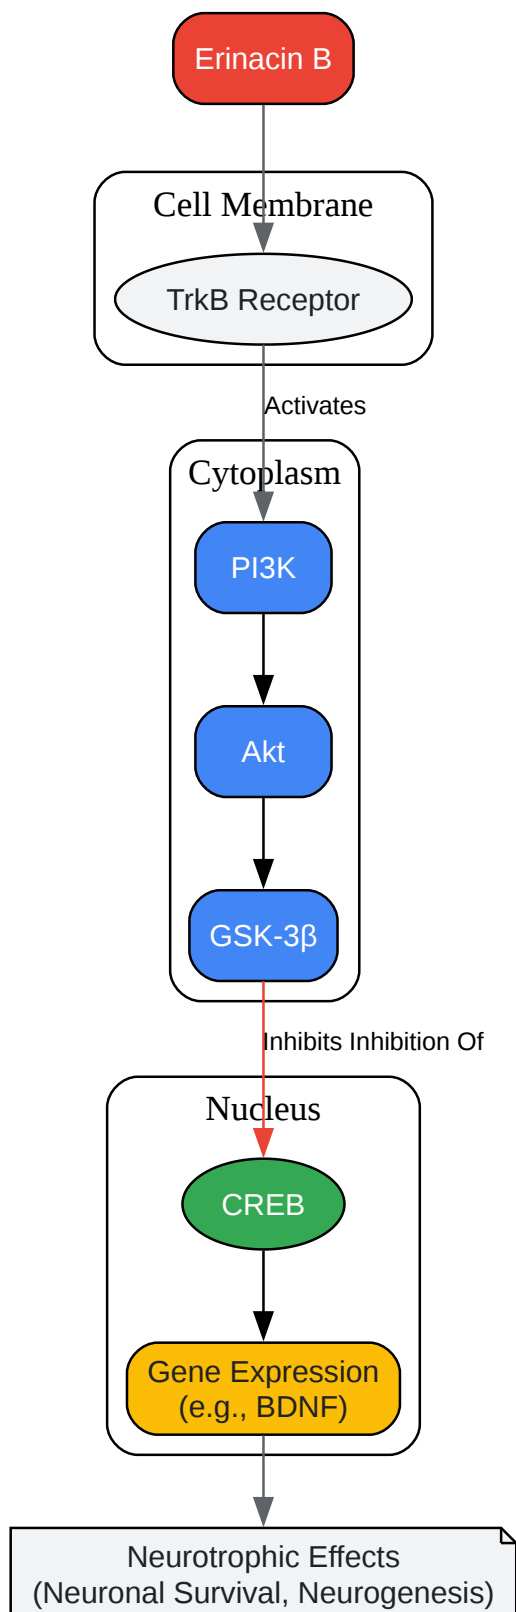 Erinacin B
Cell Membrane
TrkB Receptor
Activates
Cytoplasm
PI3K
Akt
GSK-3β
Inhibits Inhibition Of
Nucleus
CREB
Gene Expression
(e.g., BDNF)
Neurotrophic Effects
(Neuronal Survival, Neurogenesis)